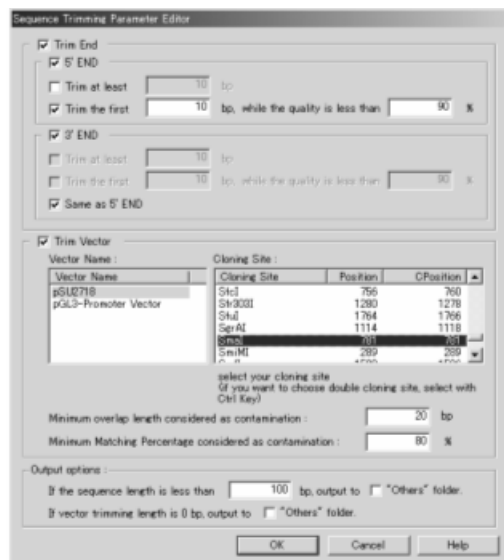 Sequence Trimming Parameter Editor
Trim End
5' END
Trim at least 10 bp
Trim the first 10 bp, while the quality is less than 90 %
3' END
Trim at least 10 bp
Trim the first 10 bp, while the quality is less than 90 %
Same as 5' END
Trim Vector
Vector Name :
Cloning Site :
Vector Name
pSU2718
pGL3-Promoter Vector
Cloning Site Position CPosition
StcI 756 760
Str303I 1280 1278
StuI 1764 1766
SgrAI 1114 1118
SmaI 781 781
SmiMI 289 289
select your cloning site
(if you want to choose double cloning site, select with
Ctrl Key)
Minimum overlap length considered as contamination : 20 bp
Minimum Matching Percentage considered as contamination : 80 %
Output options :
If the sequence length is less than 100 bp, output to "Others" folder.
If vector trimming length is 0 bp, output to "Others" folder.
OK Cancel Help